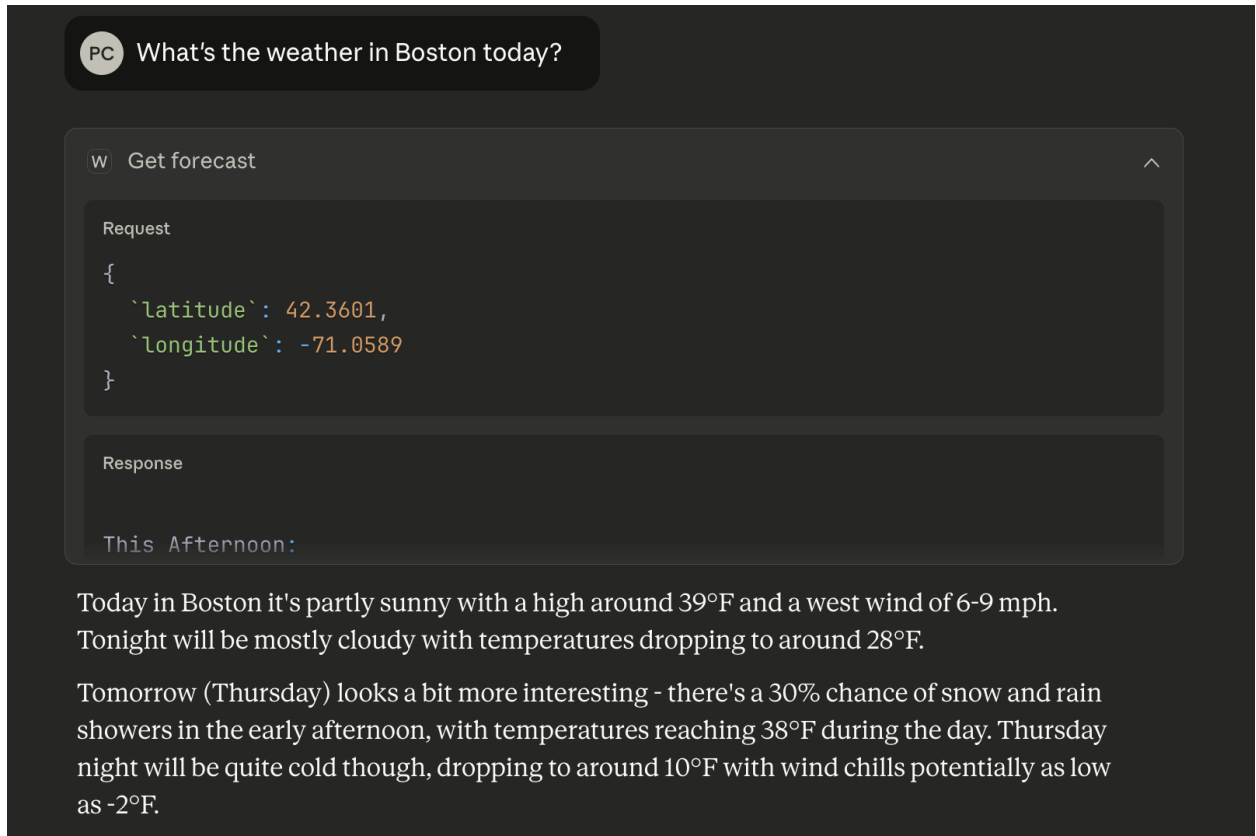 PC What's the weather in Boston today?
W Get forecast
Request
{
`latitude`: 42.3601,
`longitude`: -71.0589
}
Response
This Afternoon:
Today in Boston it's partly sunny with a high around 39°F and a west wind of 6-9 mph.
Tonight will be mostly cloudy with temperatures dropping to around 28°F.
Tomorrow (Thursday) looks a bit more interesting - there's a 30% chance of snow and rain
showers in the early afternoon, with temperatures reaching 38°F during the day. Thursday
night will be quite cold though, dropping to around 10°F with wind chills potentially as low
as -2°F.